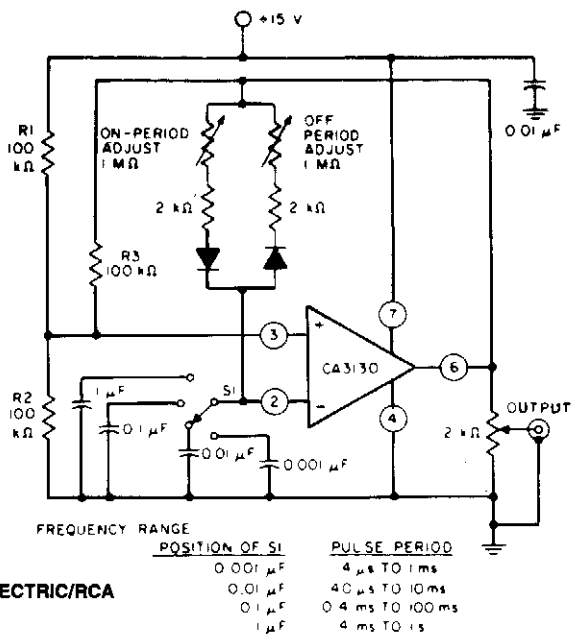 +15 V
R1
100
kΩ
ON-PERIOD
ADJUST
1 MΩ
OFF
PERIOD
ADJUST
1 MΩ
0.01 µF
2 kΩ
2 kΩ
R3
100 kΩ
3
+
7
CA3130
6
2
-
4
S1
R2
100
kΩ
1 µF
0.1 µF
0.01 µF
0.001 µF
2 kΩ
OUTPUT
FREQUENCY RANGE
POSITION OF S1 PULSE PERIOD
0.001 µF 4 µs TO 1 ms
0.01 µF 40 µs TO 10 ms
0.1 µF 0.4 ms TO 100 ms
1 µF 4 ms TO 1 s
ECTRIC/RCA